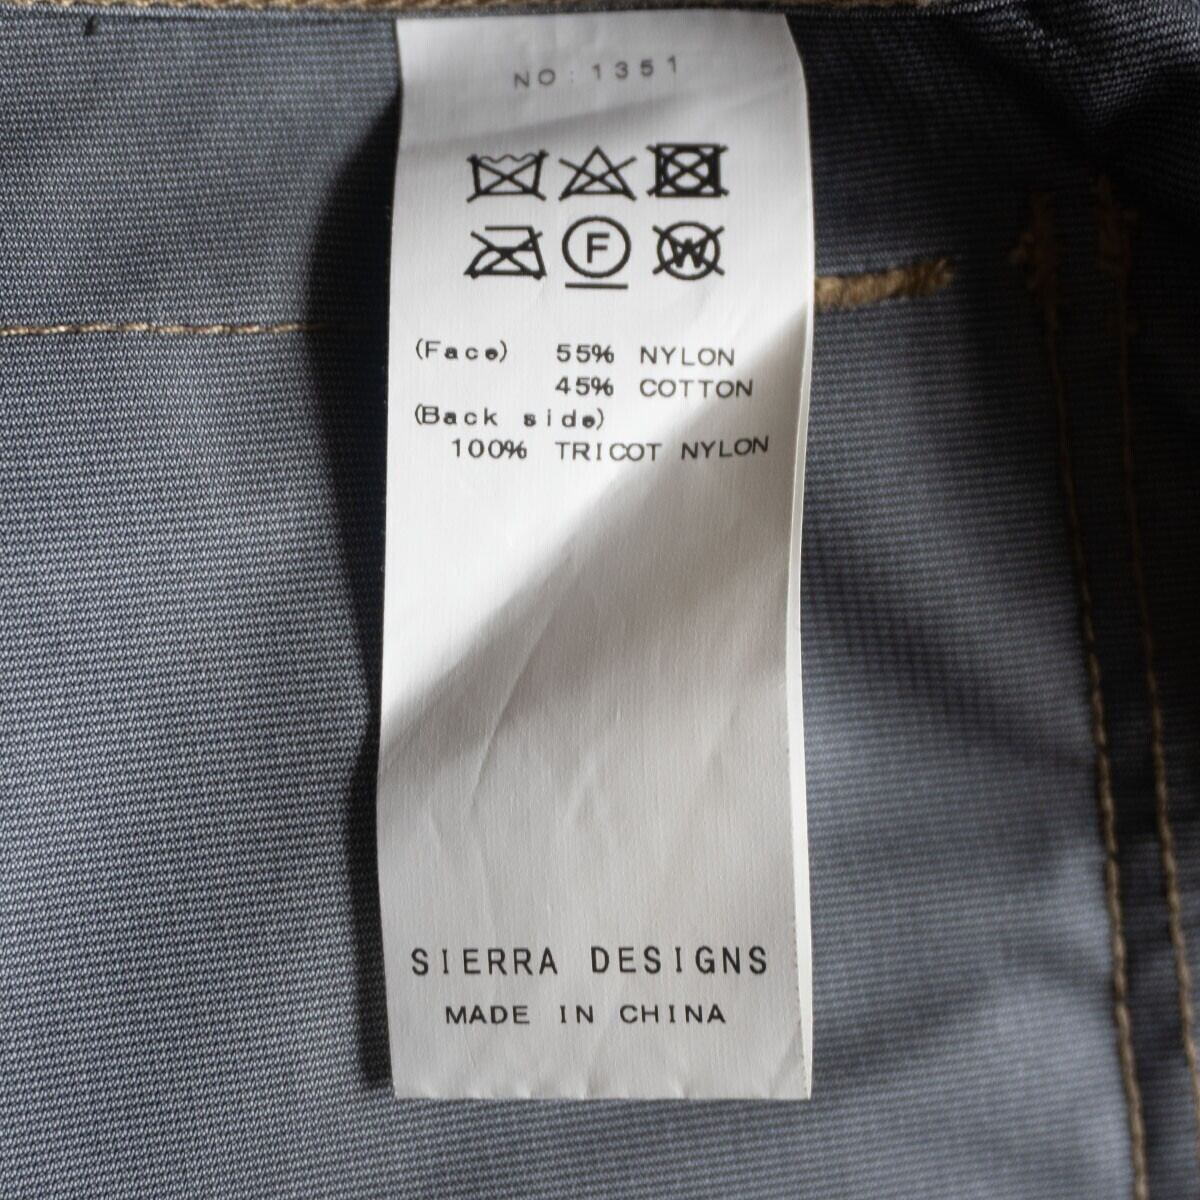 NO:1351
F W
(Face) 55% NYLON
45% COTTON
(Back side)
100% TRICOT NYLON
SIERRA DESIGNS
MADE IN CHINA